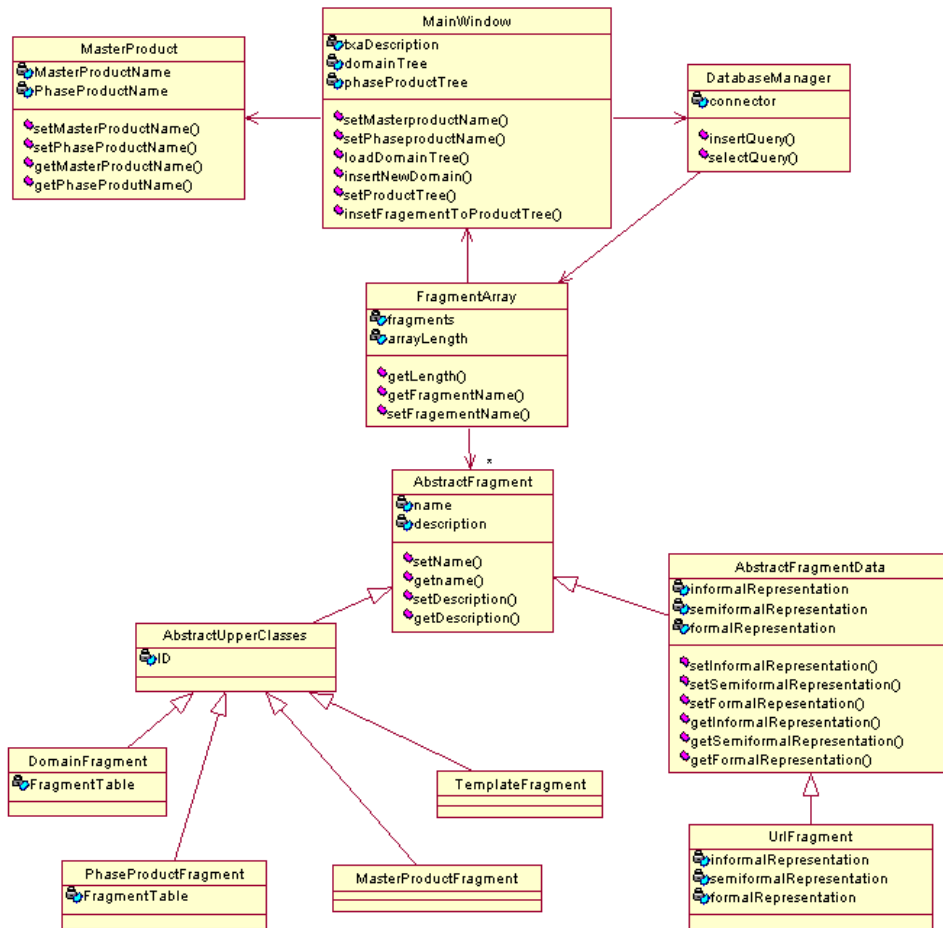 MasterProduct
MasterProductName
PhaseProductName
setMasterProductName()
setPhaseProductName()
getMasterProductName()
getPhaseProdutName()
MainWindow
txaDescription
domainTree
phaseProductTree
setMasterproductName()
setPhaseproductName()
loadDomainTree()
insertNewDomain()
setProductTree()
insetFragementToProductTree()
DatabaseManager
connector
insertQuery()
selectQuery()
FragmentArray
fragments
arrayLength
getLength()
getFragmentName()
setFragementName()
*
AbstractFragment
name
description
setName()
getname()
setDescription()
getDescription()
AbstractFragmentData
informalRepresentation
semiformalRepresentation
formalRepresentation
setInformalRepresentation()
setSemiformalRepresentation()
setFormalRepresentation()
getInformalRepresentation()
getSemiformalRepresentation()
getFormalRepresentation()
AbstractUpperClasses
ID
DomainFragment
FragmentTable
TemplateFragment
PhaseProductFragment
FragmentTable
MasterProductFragment
UrlFragment
informalRepresentation
semiformalRepresentation
formalRepresentation